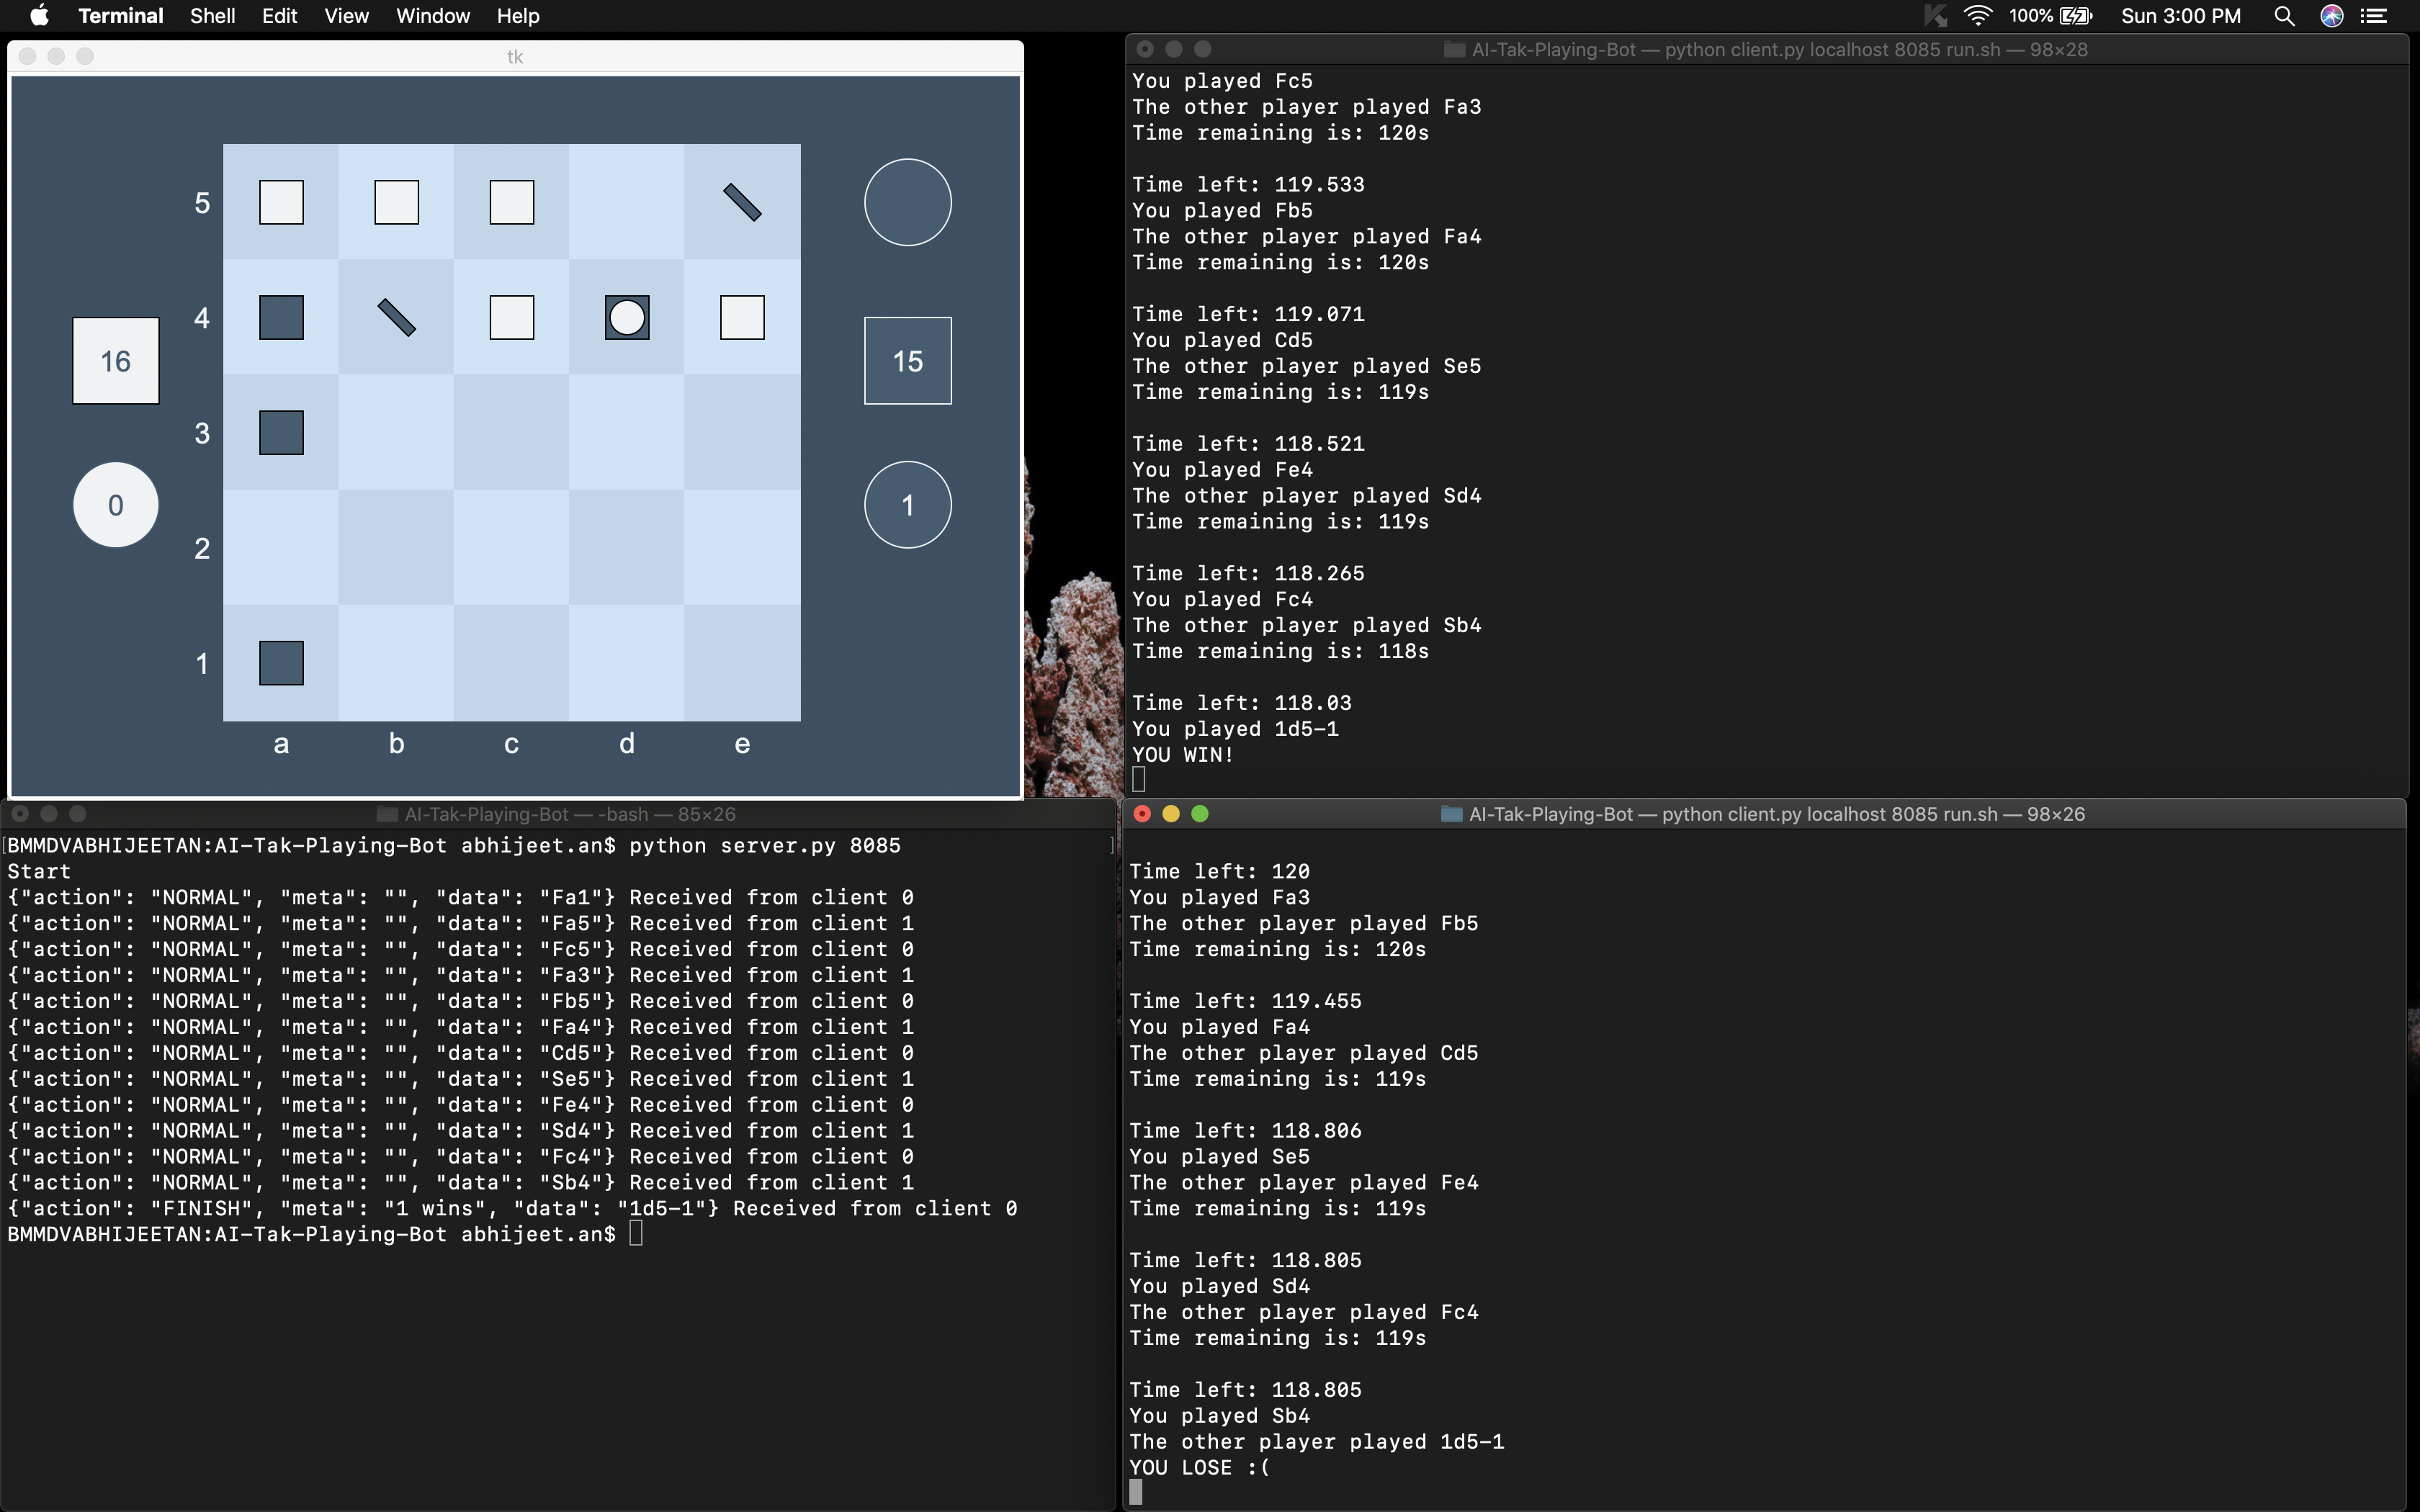 Terminal Shell Edit View Window Help 100% Sun 3:00 PM
tk
5
4
3
2
1
a b c d e
16
0
15
1
AI-Tak-Playing-Bot — python client.py localhost 8085 run.sh — 98×28
You played Fc5
The other player played Fa3
Time remaining is: 120s
Time left: 119.533
You played Fb5
The other player played Fa4
Time remaining is: 120s
Time left: 119.071
You played Cd5
The other player played Se5
Time remaining is: 119s
Time left: 118.521
You played Fe4
The other player played Sd4
Time remaining is: 119s
Time left: 118.265
You played Fc4
The other player played Sb4
Time remaining is: 118s
Time left: 118.03
You played 1d5-1
YOU WIN!
AI-Tak-Playing-Bot — -bash — 85×26
[BMMDVABHIJEETAN:AI-Tak-Playing-Bot abhijeet.an$ python server.py 8085 ]
Start
{"action": "NORMAL", "meta": "", "data": "Fa1"} Received from client 0
{"action": "NORMAL", "meta": "", "data": "Fa5"} Received from client 1
{"action": "NORMAL", "meta": "", "data": "Fc5"} Received from client 0
{"action": "NORMAL", "meta": "", "data": "Fa3"} Received from client 1
{"action": "NORMAL", "meta": "", "data": "Fb5"} Received from client 0
{"action": "NORMAL", "meta": "", "data": "Fa4"} Received from client 1
{"action": "NORMAL", "meta": "", "data": "Cd5"} Received from client 0
{"action": "NORMAL", "meta": "", "data": "Se5"} Received from client 1
{"action": "NORMAL", "meta": "", "data": "Fe4"} Received from client 0
{"action": "NORMAL", "meta": "", "data": "Sd4"} Received from client 1
{"action": "NORMAL", "meta": "", "data": "Fc4"} Received from client 0
{"action": "NORMAL", "meta": "", "data": "Sb4"} Received from client 1
{"action": "FINISH", "meta": "1 wins", "data": "1d5-1"} Received from client 0
BMMDVABHIJEETAN:AI-Tak-Playing-Bot abhijeet.an$
AI-Tak-Playing-Bot — python client.py localhost 8085 run.sh — 98×26
Time left: 120
You played Fa3
The other player played Fb5
Time remaining is: 120s
Time left: 119.455
You played Fa4
The other player played Cd5
Time remaining is: 119s
Time left: 118.806
You played Se5
The other player played Fe4
Time remaining is: 119s
Time left: 118.805
You played Sd4
The other player played Fc4
Time remaining is: 119s
Time left: 118.805
You played Sb4
The other player played 1d5-1
YOU LOSE :(